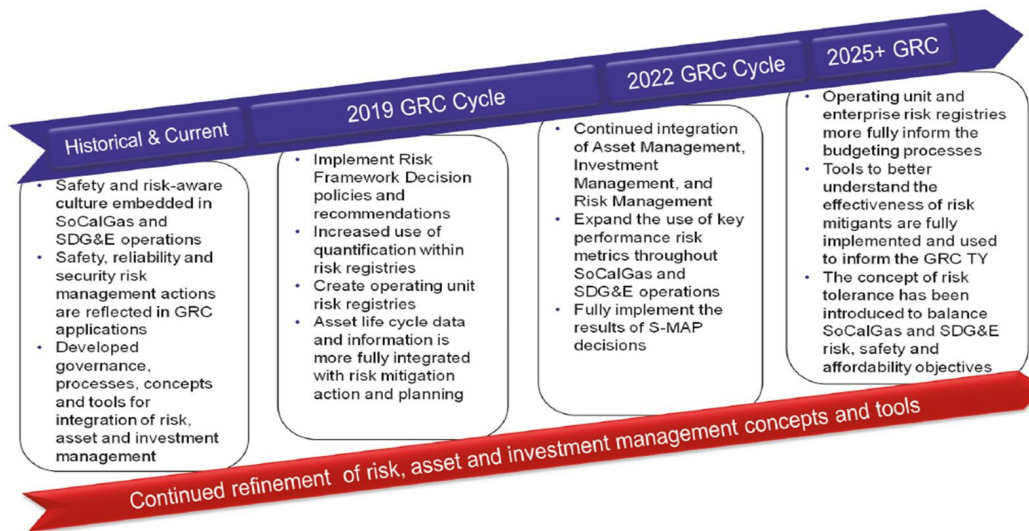 Historical & Current
Safety and risk-aware
culture embedded in
SoCalGas and
SDG&E operations
Safety, reliability and
security risk
management actions
are reflected in GRC
applications
Developed
governance,
processes, concepts
and tools for
integration of risk,
asset and investment
management
2019 GRC Cycle
Implement Risk
Framework Decision
policies and
recommendations
Increased use of
quantification within
risk registries
Create operating unit
risk registries
Asset life cycle data
and information is
more fully integrated
with risk mitigation
action and planning
2022 GRC Cycle
Continued integration
of Asset Management,
Investment
Management, and
Risk Management
Expand the use of key
performance risk
metrics throughout
SoCalGas and
SDG&E operations
Fully implement the
results of S-MAP
decisions
2025+ GRC
Operating unit and
enterprise risk registries
more fully inform the
budgeting processes
Tools to better
understand the
effectiveness of risk
mitigants are fully
implemented and used
to inform the GRC TY
The concept of risk
tolerance has been
introduced to balance
SoCalGas and SDG&E
risk, safety and
affordability objectives
Continued refinement of risk, asset and investment management concepts and tools